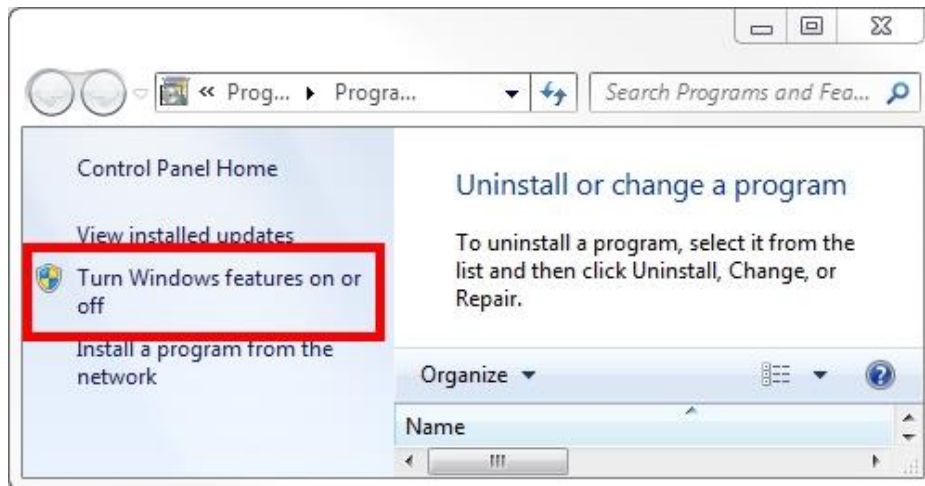 « Prog... ▸ Progra...
Search Programs and Fea...
Control Panel Home
View installed updates
Turn Windows features on or
off
Install a program from the
network
Uninstall or change a program
To uninstall a program, select it from the
list and then click Uninstall, Change, or
Repair.
Organize
Name